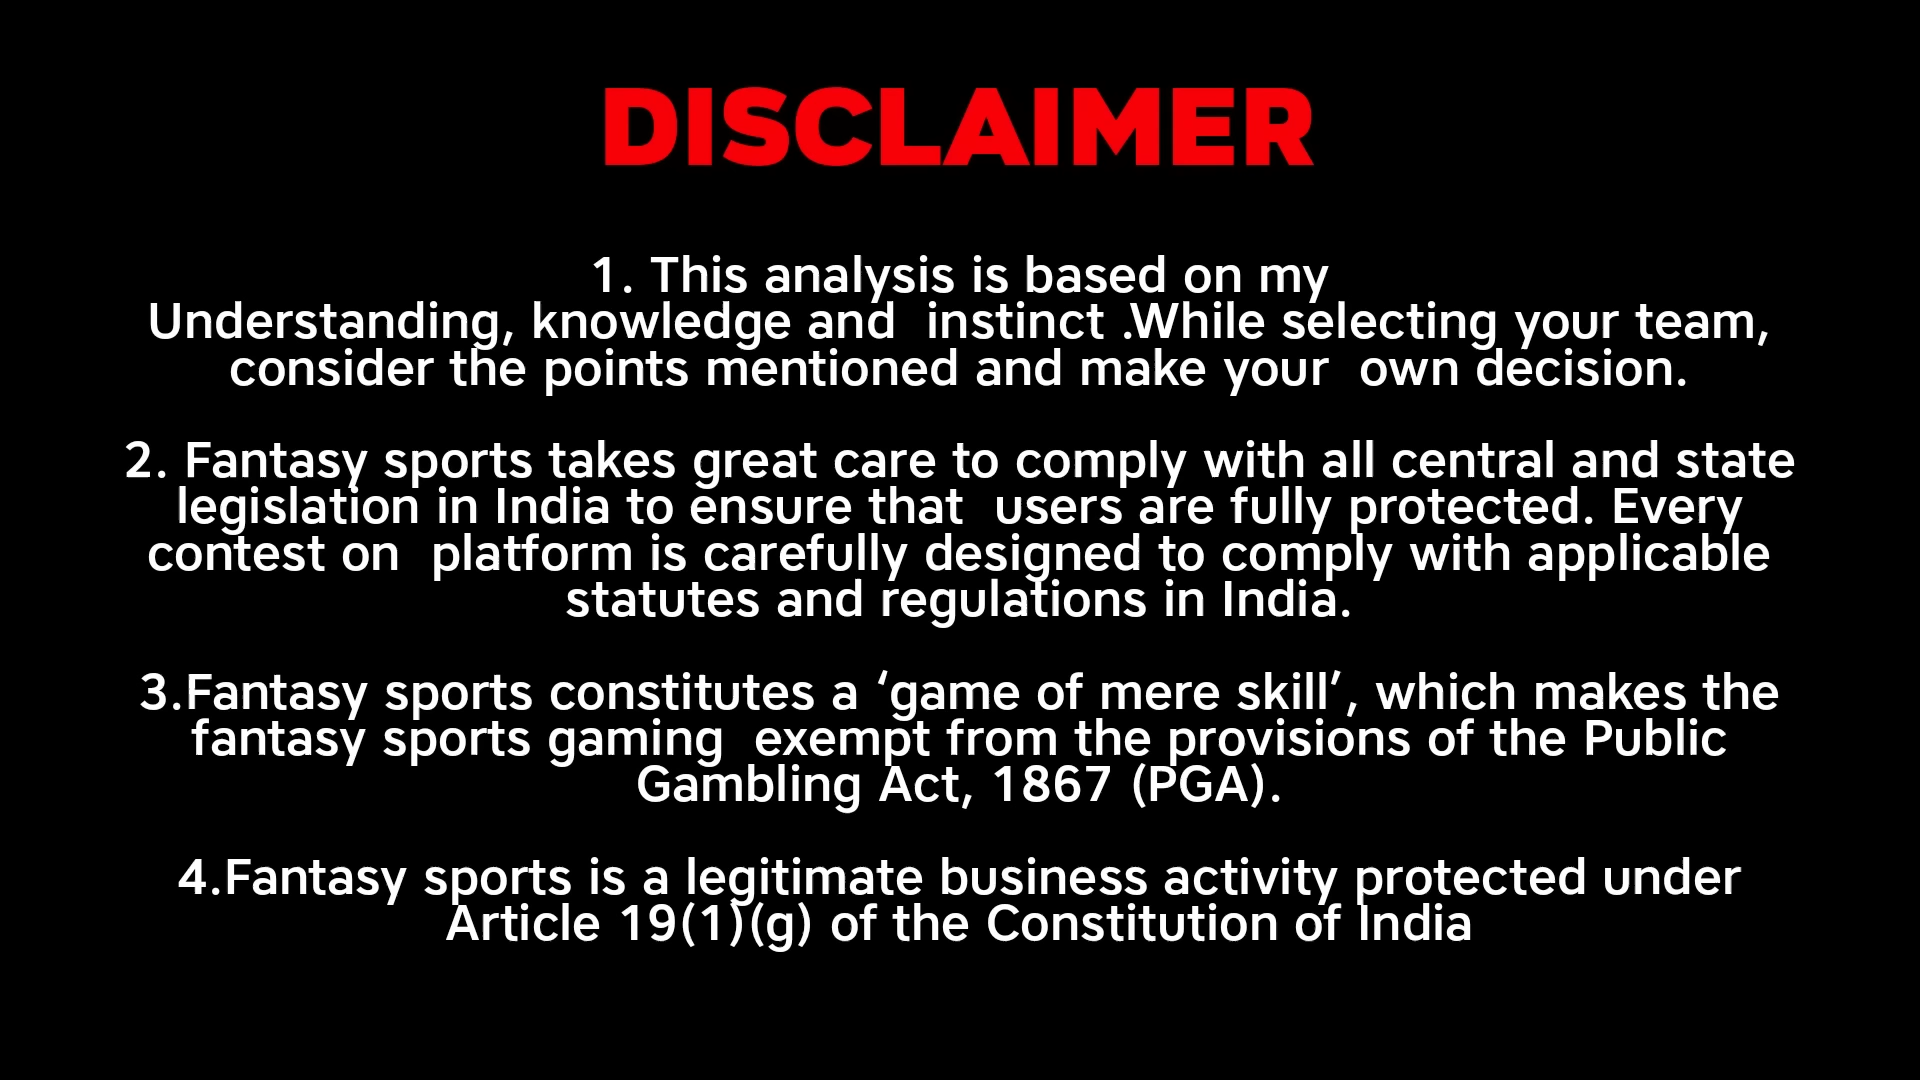 DISCLAIMER
1. This analysis is based on my
Understanding, knowledge and  instinct .While selecting your team,
consider the points mentioned and make your  own decision.
2. Fantasy sports takes great care to comply with all central and state
legislation in India to ensure that  users are fully protected. Every
contest on  platform is carefully designed to comply with applicable
statutes and regulations in India.
3.Fantasy sports constitutes a ‘game of mere skill’, which makes the
fantasy sports gaming  exempt from the provisions of the Public
Gambling Act, 1867 (PGA).
4.Fantasy sports is a legitimate business activity protected under
Article 19(1)(g) of the Constitution of India